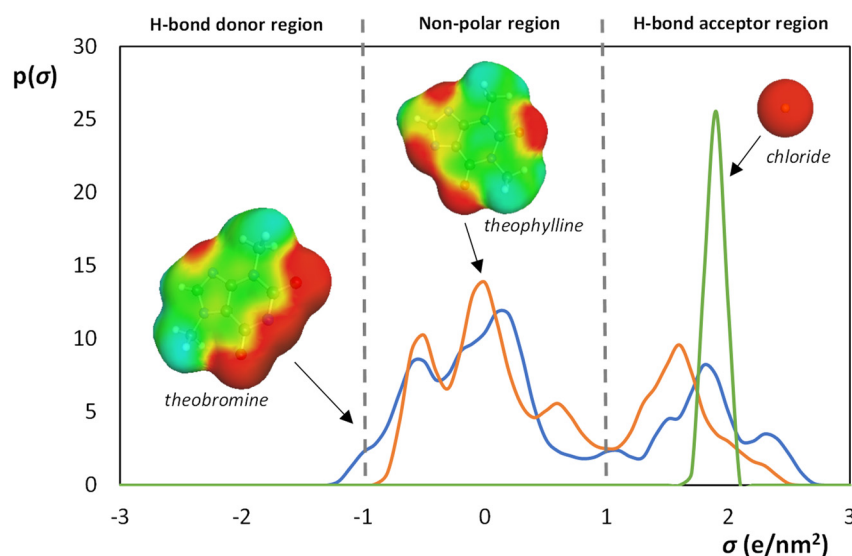 H-bond donor region
Non-polar region
H-bond acceptor region
p(σ)
30
25
20
15
10
5
0
theobromine
theophylline
chloride
-3
-2
-1
0
1
2
3
σ (e/nm²)